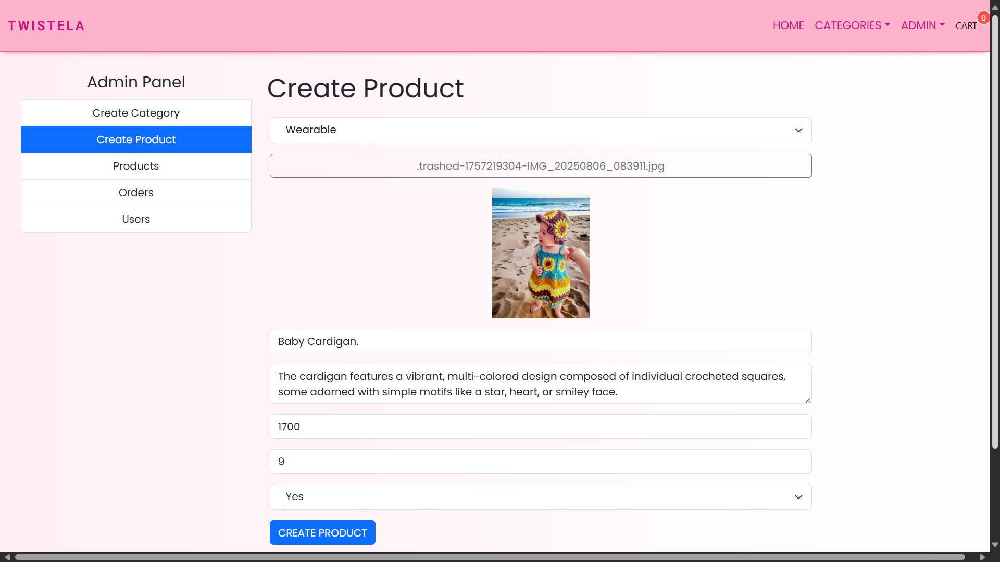 TWISTELA
HOME CATEGORIES ADMIN CART 0
Admin Panel
Create Category
Create Product
Products
Orders
Users
Create Product
Wearable
.trashed-1757219304-IMG_20250806_083911.jpg
Baby Cardigan.
The cardigan features a vibrant, multi-colored design composed of individual crocheted squares,
some adorned with simple motifs like a star, heart, or smiley face.
1700
9
Yes
CREATE PRODUCT